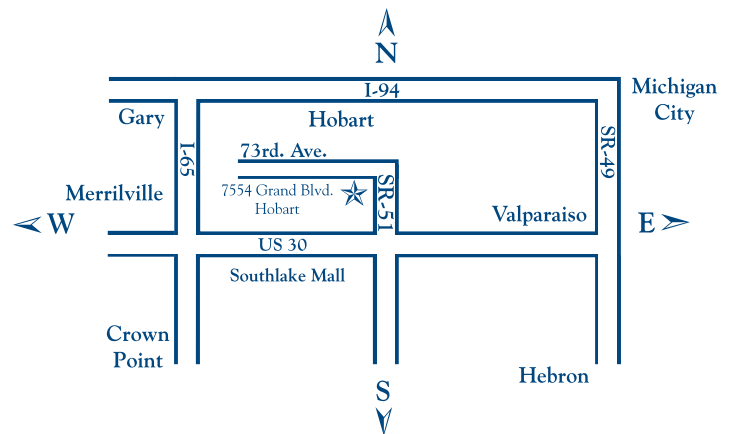 N
I-94
Michigan
City
Gary
Hobart
I-65
73rd. Ave.
SR-49
Merrilville
7554 Grand Blvd.
Hobart
SR-51
Valparaiso
W
E
US 30
Southlake Mall
Crown
Point
Hebron
S